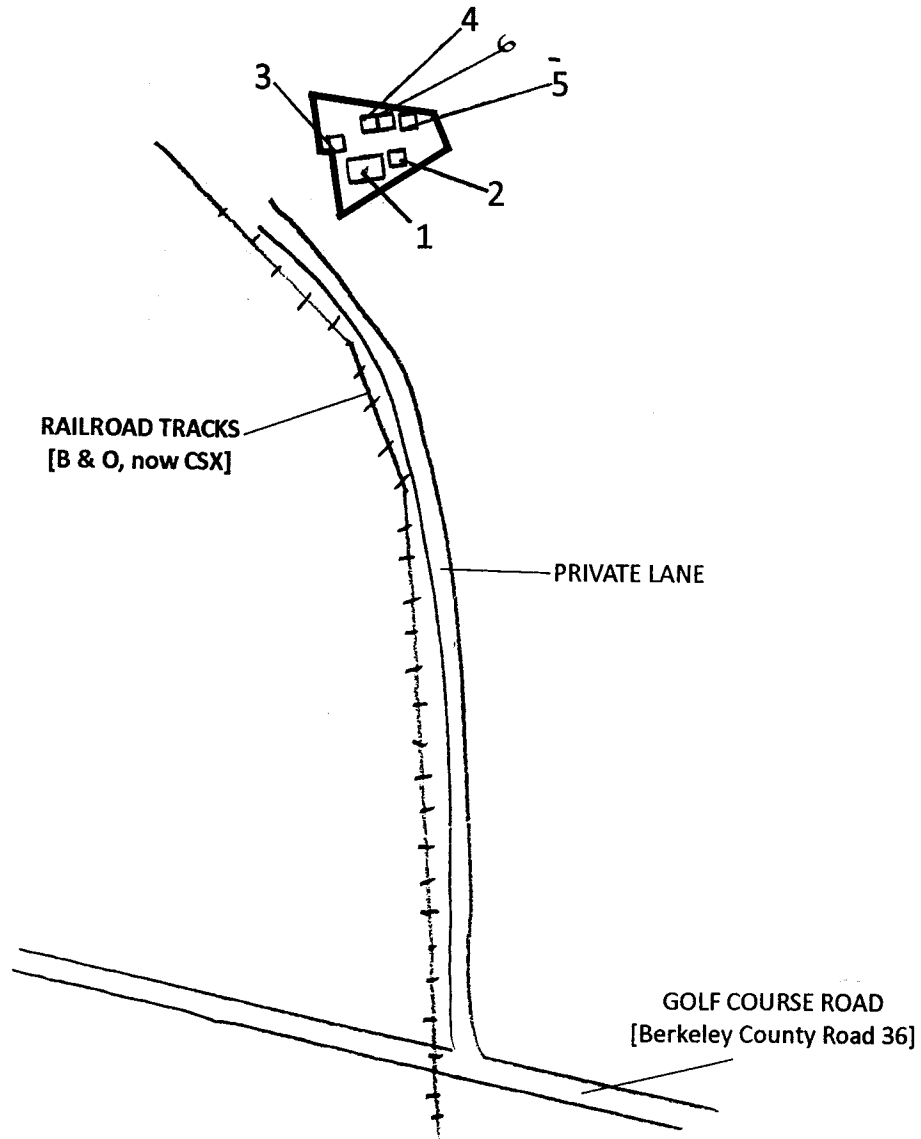 4
6
3
5
2
1
RAILROAD TRACKS
[B & O, now CSX]
PRIVATE LANE
GOLF COURSE ROAD
[Berkeley County Road 36]